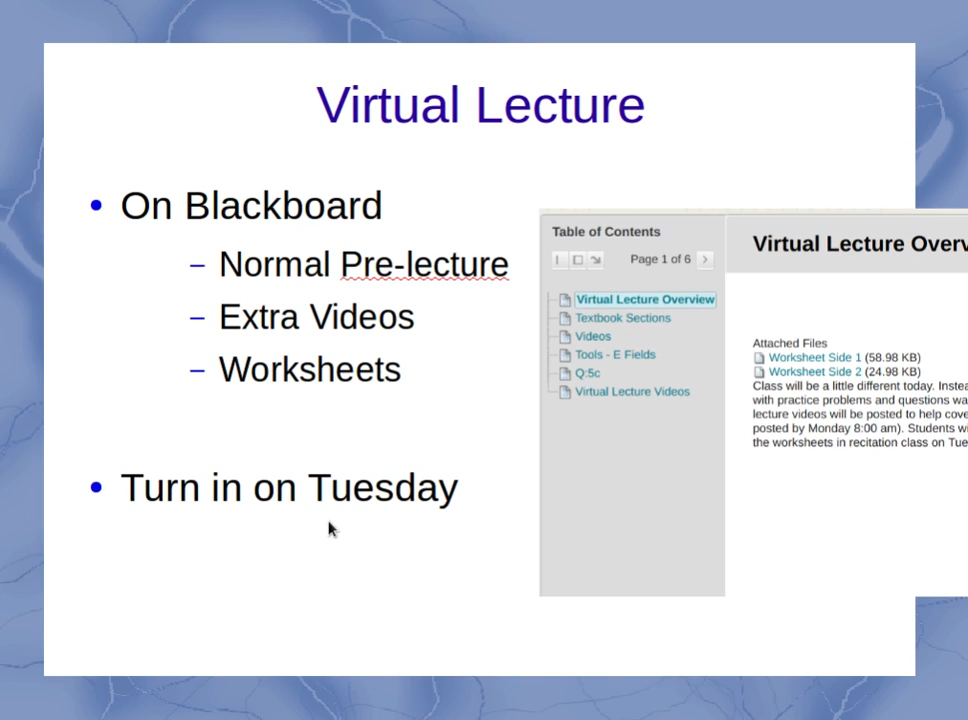 Virtual Lecture
On Blackboard
– Normal Pre-lecture
– Extra Videos
– Worksheets
Turn in on Tuesday
Table of Contents
Page 1 of 6
Virtual Lecture Overview
Textbook Sections
Videos
Tools - E Fields
Q:5c
Virtual Lecture Videos
Virtual Lecture Overv
Attached Files
Worksheet Side 1 (58.98 KB)
Worksheet Side 2 (24.98 KB)
Class will be a little different today. Instea
with practice problems and questions wa
lecture videos will be posted to help cove
posted by Monday 8:00 am). Students wi
the worksheets in recitation class on Tue